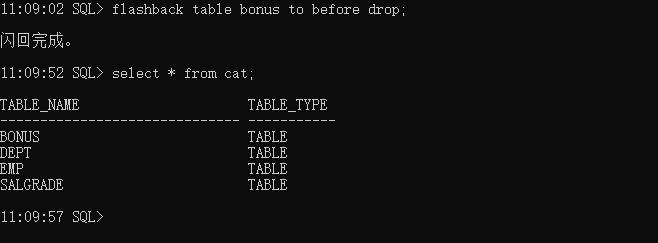 11:09:02 SQL> flashback table bonus to before drop;
闪回完成。
11:09:52 SQL> select * from cat;
TABLE_NAME                     TABLE_TYPE
------------------------------ -----------
BONUS                          TABLE
DEPT                           TABLE
EMP                            TABLE
SALGRADE                       TABLE
11:09:57 SQL>